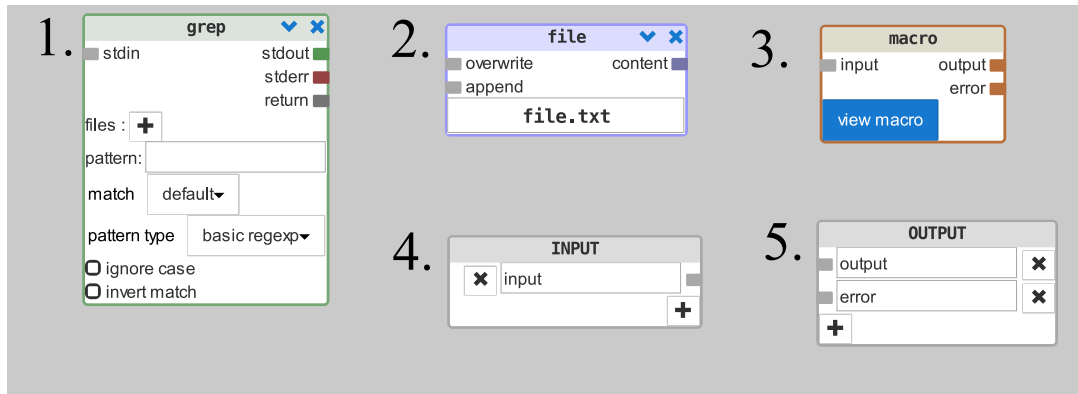 1.
grep
stdin stdout
stderr
return
files :
pattern:
match default
pattern type basic regexp
ignore case
invert match
2.
file
overwrite content
append
file.txt
3.
macro
input output
error
view macro
4.
INPUT
input
5.
OUTPUT
output
error